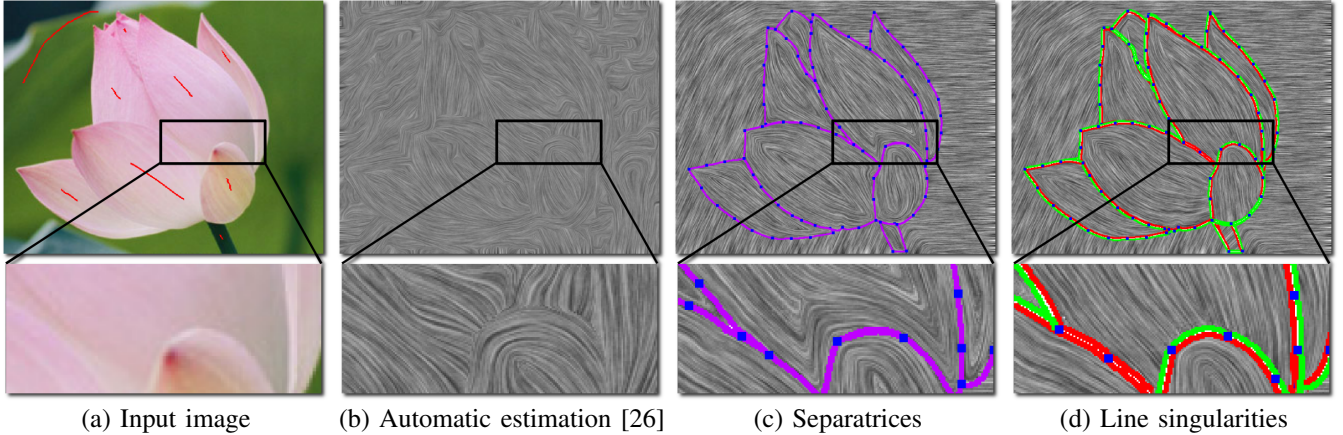 (a) Input image
(b) Automatic estimation [26]
(c) Separatrices
(d) Line singularities